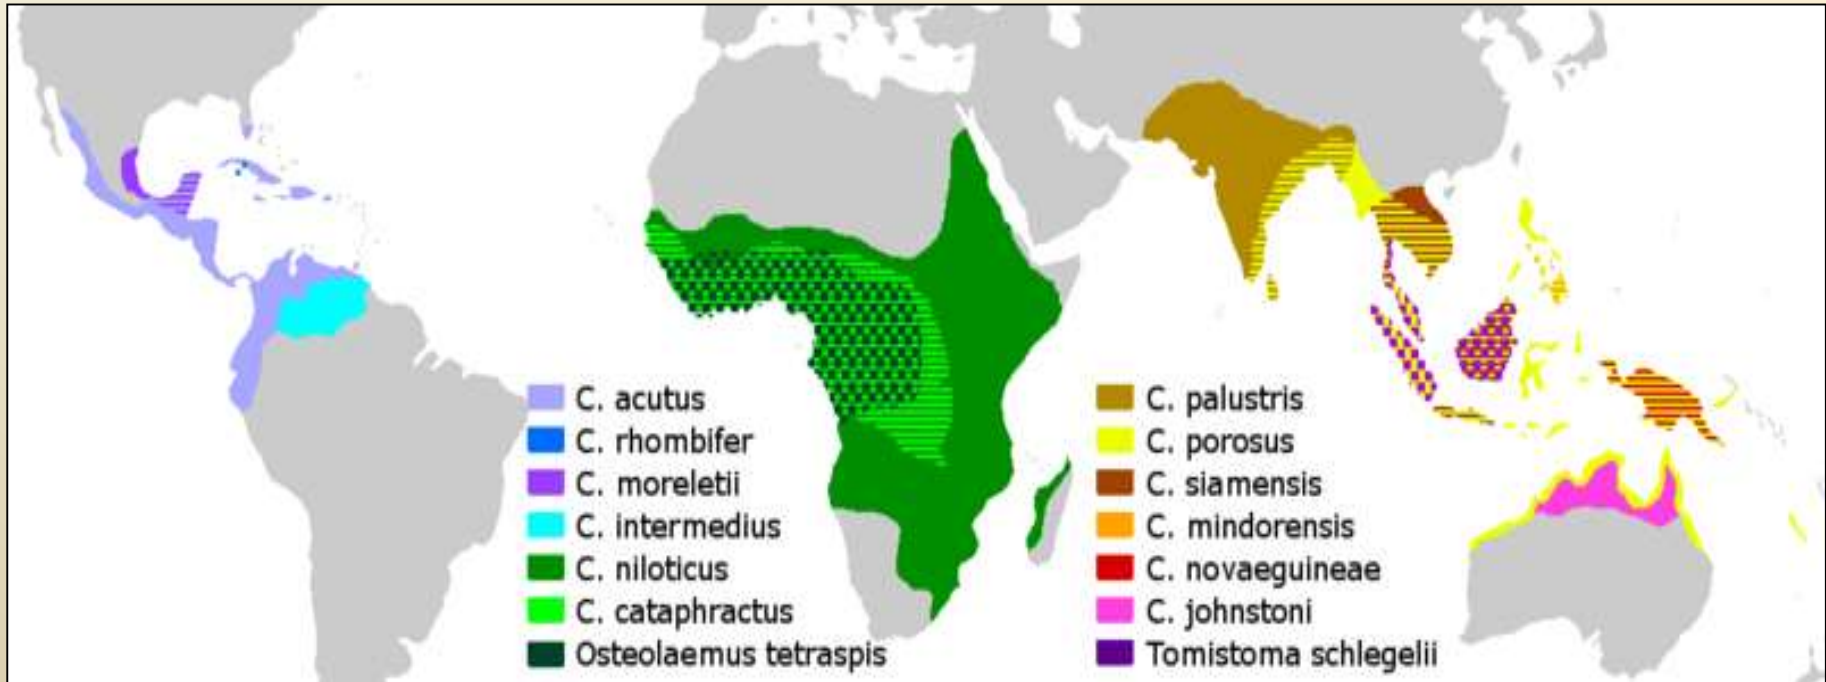 C. acutus
C. rhombifer
C. moreletii
C. intermedius
C. niloticus
C. cataphractus
Osteolaemus tetraspis
C. palustris
C. porosus
C. siamensis
C. mindorensis
C. novaeguineae
C. johnstoni
Tomistoma schlegelii